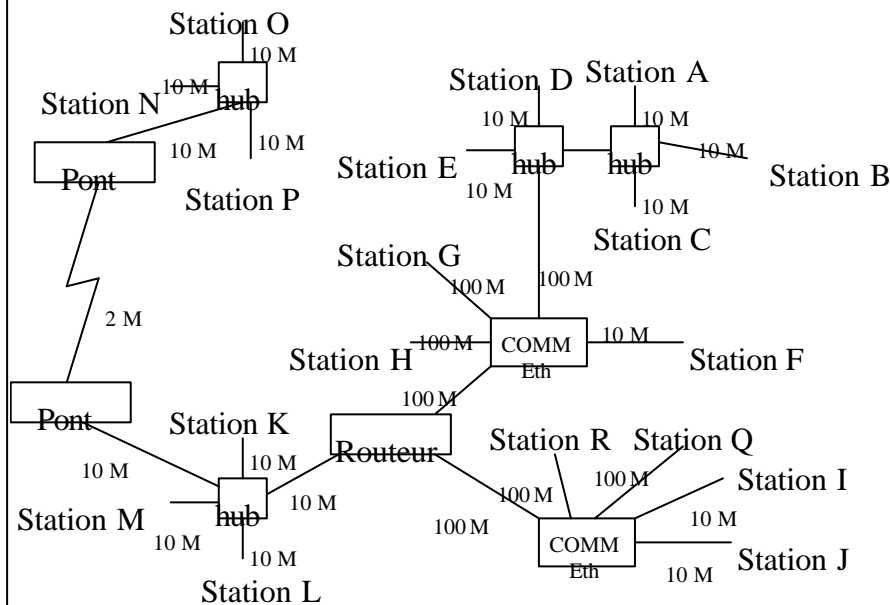 Station O
10 M
10 M
hub
Station N
10 M
10 M
Pont
Station P
2 M
Pont
10 M
Station K
10 M
Station M
hub
10 M
10 M
10 M
Station L
Station D
Station A
10 M
10 M
Station E
hub
hub
10 M
10 M
Station B
10 M
Station C
Station G
100 M
100 M
Station H
100 M
COMM
Eth
10 M
Station F
100 M
Routeur
Station R
Station Q
100 M
100 M
Station I
100 M
10 M
COMM
Eth
Station J
10 M